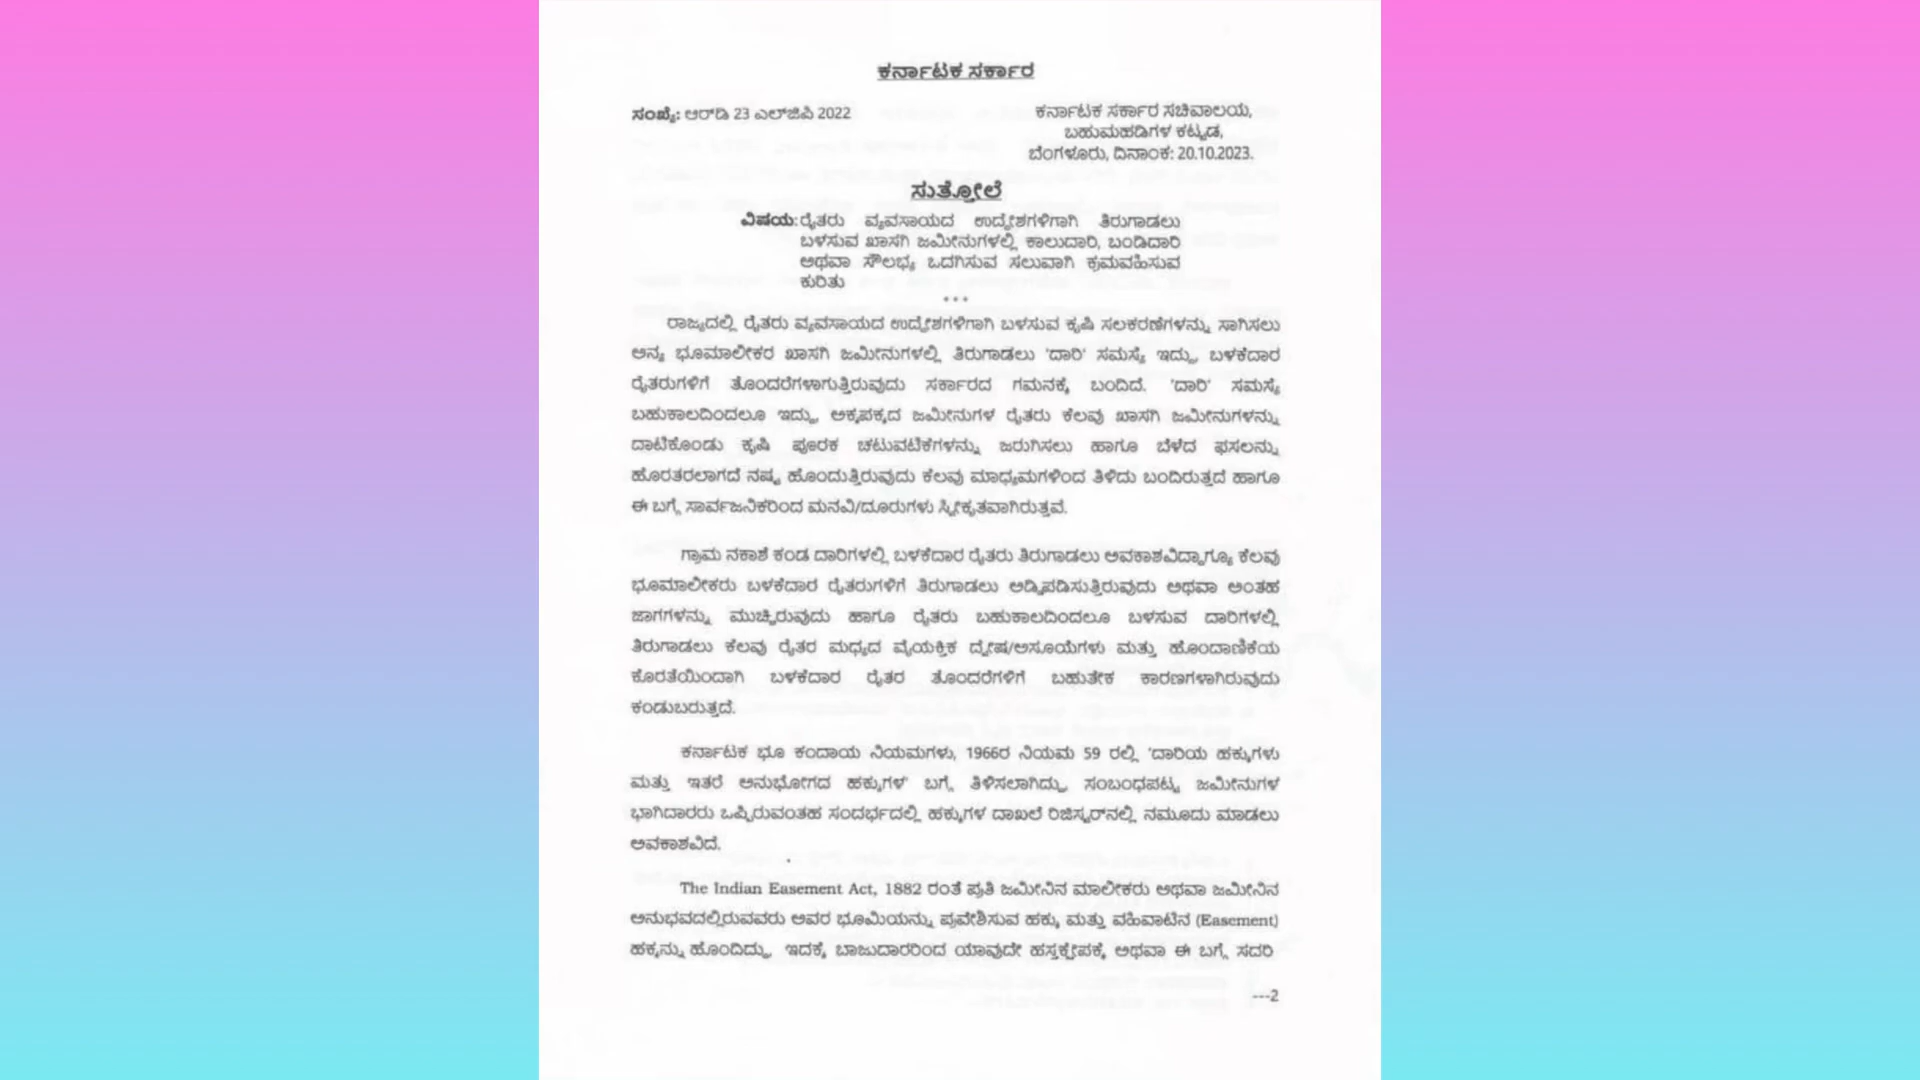 ಕರ್ನಾಟಕ ಸರ್ಕಾರ
ಸಂಖ್ಯೆ: ಆರ್‌ಡಿ 23 ಎಲ್‌ಜಿಪಿ 2022
ಕರ್ನಾಟಕ ಸರ್ಕಾರ ಸಚಿವಾಲಯ,
ಬಹುಮಹಡಿಗಳ ಕಟ್ಟಡ,
ಬೆಂಗಳೂರು, ದಿನಾಂಕ: 20.10.2023.
ಸುತ್ತೋಲೆ
ವಿಷಯ: ರೈತರು ವ್ಯವಸಾಯದ ಉದ್ದೇಶಗಳಿಗಾಗಿ ತಿರುಗಾಡಲು
ಬಳಸುವ ಖಾಸಗಿ ಜಮೀನುಗಳಲ್ಲಿ ಕಾಲುದಾರಿ, ಬಂಡಿದಾರಿ
ಅಥವಾ ಸೌಲಭ್ಯ ಒದಗಿಸುವ ಸಲುವಾಗಿ ಕ್ರಮವಹಿಸುವ
ಕುರಿತು
***
ರಾಜ್ಯದಲ್ಲಿ ರೈತರು ವ್ಯವಸಾಯದ ಉದ್ದೇಶಗಳಿಗಾಗಿ ಬಳಸುವ ಕೃಷಿ ಸಲಕರಣೆಗಳನ್ನು ಸಾಗಿಸಲು
ಅನ್ಯ ಭೂಮಾಲೀಕರ ಖಾಸಗಿ ಜಮೀನುಗಳಲ್ಲಿ ತಿರುಗಾಡಲು 'ದಾರಿ' ಸಮಸ್ಯೆ ಇದ್ದು, ಬಳಕೆದಾರ
ರೈತರುಗಳಿಗೆ ತೊಂದರೆಗಳಾಗುತ್ತಿರುವುದು ಸರ್ಕಾರದ ಗಮನಕ್ಕೆ ಬಂದಿದೆ. 'ದಾರಿ' ಸಮಸ್ಯೆ
ಬಹುಕಾಲದಿಂದಲೂ ಇದ್ದು, ಅಕ್ಕಪಕ್ಕದ ಜಮೀನುಗಳ ರೈತರು ಕೆಲವು ಖಾಸಗಿ ಜಮೀನುಗಳನ್ನು
ದಾಟಿಕೊಂಡು ಕೃಷಿ ಪೂರಕ ಚಟುವಟಿಕೆಗಳನ್ನು ಜರುಗಿಸಲು ಹಾಗೂ ಬೆಳೆದ ಫಸಲನ್ನು
ಹೊರತರಲಾಗದೆ ನಷ್ಟ ಹೊಂದುತ್ತಿರುವುದು ಕೆಲವು ಮಾಧ್ಯಮಗಳಿಂದ ತಿಳಿದು ಬಂದಿರುತ್ತದೆ ಹಾಗೂ
ಈ ಬಗ್ಗೆ ಸಾರ್ವಜನಿಕರಿಂದ ಮನವಿ/ದೂರುಗಳು ಸ್ವೀಕೃತವಾಗಿರುತ್ತವೆ.
ಗ್ರಾಮ ನಕಾಶೆ ಕಂಡ ದಾರಿಗಳಲ್ಲಿ ಬಳಕೆದಾರ ರೈತರು ತಿರುಗಾಡಲು ಅವಕಾಶವಿದ್ದಾಗ್ಯೂ ಕೆಲವು
ಭೂಮಾಲೀಕರು ಬಳಕೆದಾರ ರೈತರುಗಳಿಗೆ ತಿರುಗಾಡಲು ಅಡ್ಡಿಪಡಿಸುತ್ತಿರುವುದು ಅಥವಾ ಅಂತಹ
ಜಾಗಗಳನ್ನು ಮುಚ್ಚಿರುವುದು ಹಾಗೂ ರೈತರು ಬಹುಕಾಲದಿಂದಲೂ ಬಳಸುವ ದಾರಿಗಳಲ್ಲಿ
ತಿರುಗಾಡಲು ಕೆಲವು ರೈತರ ಮಧ್ಯದ ವೈಯಕ್ತಿಕ ದ್ವೇಷ/ಅಸೂಯೆಗಳು ಮತ್ತು ಹೊಂದಾಣಿಕೆಯ
ಕೊರತೆಯಿಂದಾಗಿ ಬಳಕೆದಾರ ರೈತರ ತೊಂದರೆಗಳಿಗೆ ಬಹುತೇಕ ಕಾರಣಗಳಾಗಿರುವುದು
ಕಂಡುಬರುತ್ತದೆ.
ಕರ್ನಾಟಕ ಭೂ ಕಂದಾಯ ನಿಯಮಗಳು, 1966ರ ನಿಯಮ 59 ರಲ್ಲಿ 'ದಾರಿಯ ಹಕ್ಕುಗಳು
ಮತ್ತು ಇತರೆ ಅನುಭೋಗದ ಹಕ್ಕುಗಳ' ಬಗ್ಗೆ ತಿಳಿಸಲಾಗಿದ್ದು, ಸಂಬಂಧಪಟ್ಟ ಜಮೀನುಗಳ
ಭಾಗಿದಾರರು ಒಪ್ಪಿರುವಂತಹ ಸಂದರ್ಭದಲ್ಲಿ ಹಕ್ಕುಗಳ ದಾಖಲೆ ರಿಜಿಸ್ಟರ್‌ನಲ್ಲಿ ನಮೂದು ಮಾಡಲು
ಅವಕಾಶವಿದೆ.
The Indian Easement Act, 1882 ರಂತೆ ಪ್ರತಿ ಜಮೀನಿನ ಮಾಲೀಕರು ಅಥವಾ ಜಮೀನಿನ
ಅನುಭವದಲ್ಲಿರುವವರು ಅವರ ಭೂಮಿಯನ್ನು ಪ್ರವೇಶಿಸುವ ಹಕ್ಕು ಮತ್ತು ವಹಿವಾಟಿನ (Easement)
ಹಕ್ಕನ್ನು ಹೊಂದಿದ್ದು, ಇದಕ್ಕೆ ಬಾಜುದಾರರಿಂದ ಯಾವುದೇ ಹಸ್ತಕ್ಷೇಪಕ್ಕೆ ಅಥವಾ ಈ ಬಗ್ಗೆ ಸದರಿ
---2